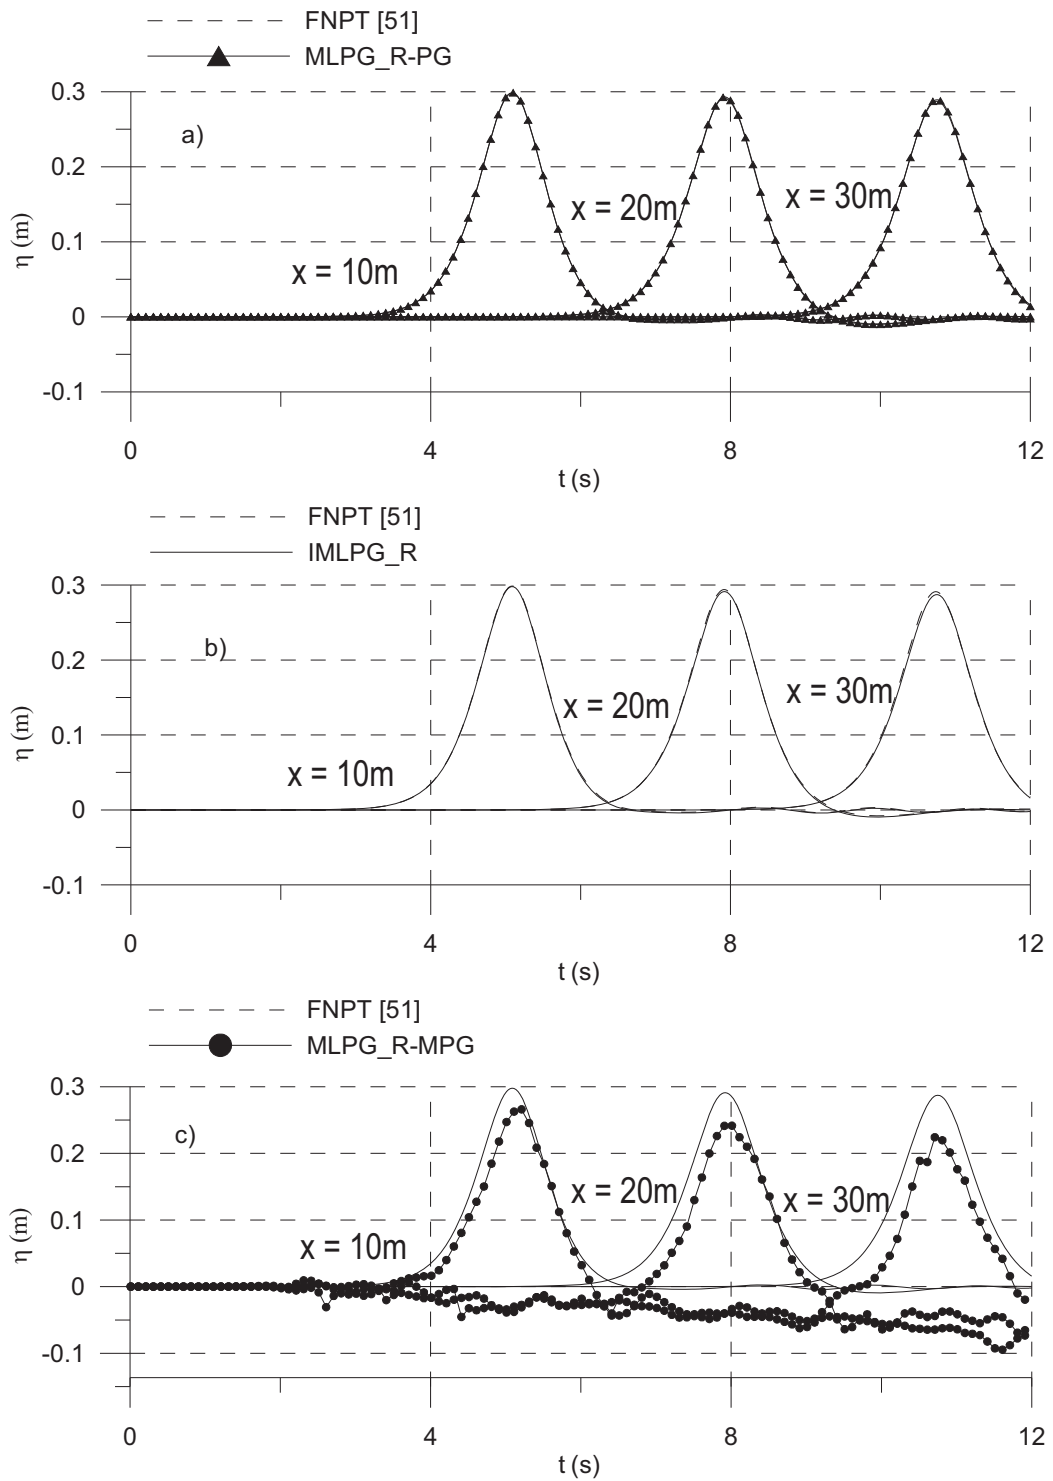 FNPT [51]
MLPG_R-PG
0.3
a)
0.2
x = 20m
x = 30m
η (m)
0.1
x = 10m
0
-0.1
0
4
8
12
t (s)
FNPT [51]
IMLPG_R
0.3
b)
0.2
x = 20m
x = 30m
η (m)
0.1
x = 10m
0
-0.1
0
4
8
12
t (s)
FNPT [51]
MLPG_R-MPG
0.3
c)
0.2
x = 20m
x = 30m
η (m)
0.1
x = 10m
0
-0.1
0
4
8
12
t (s)